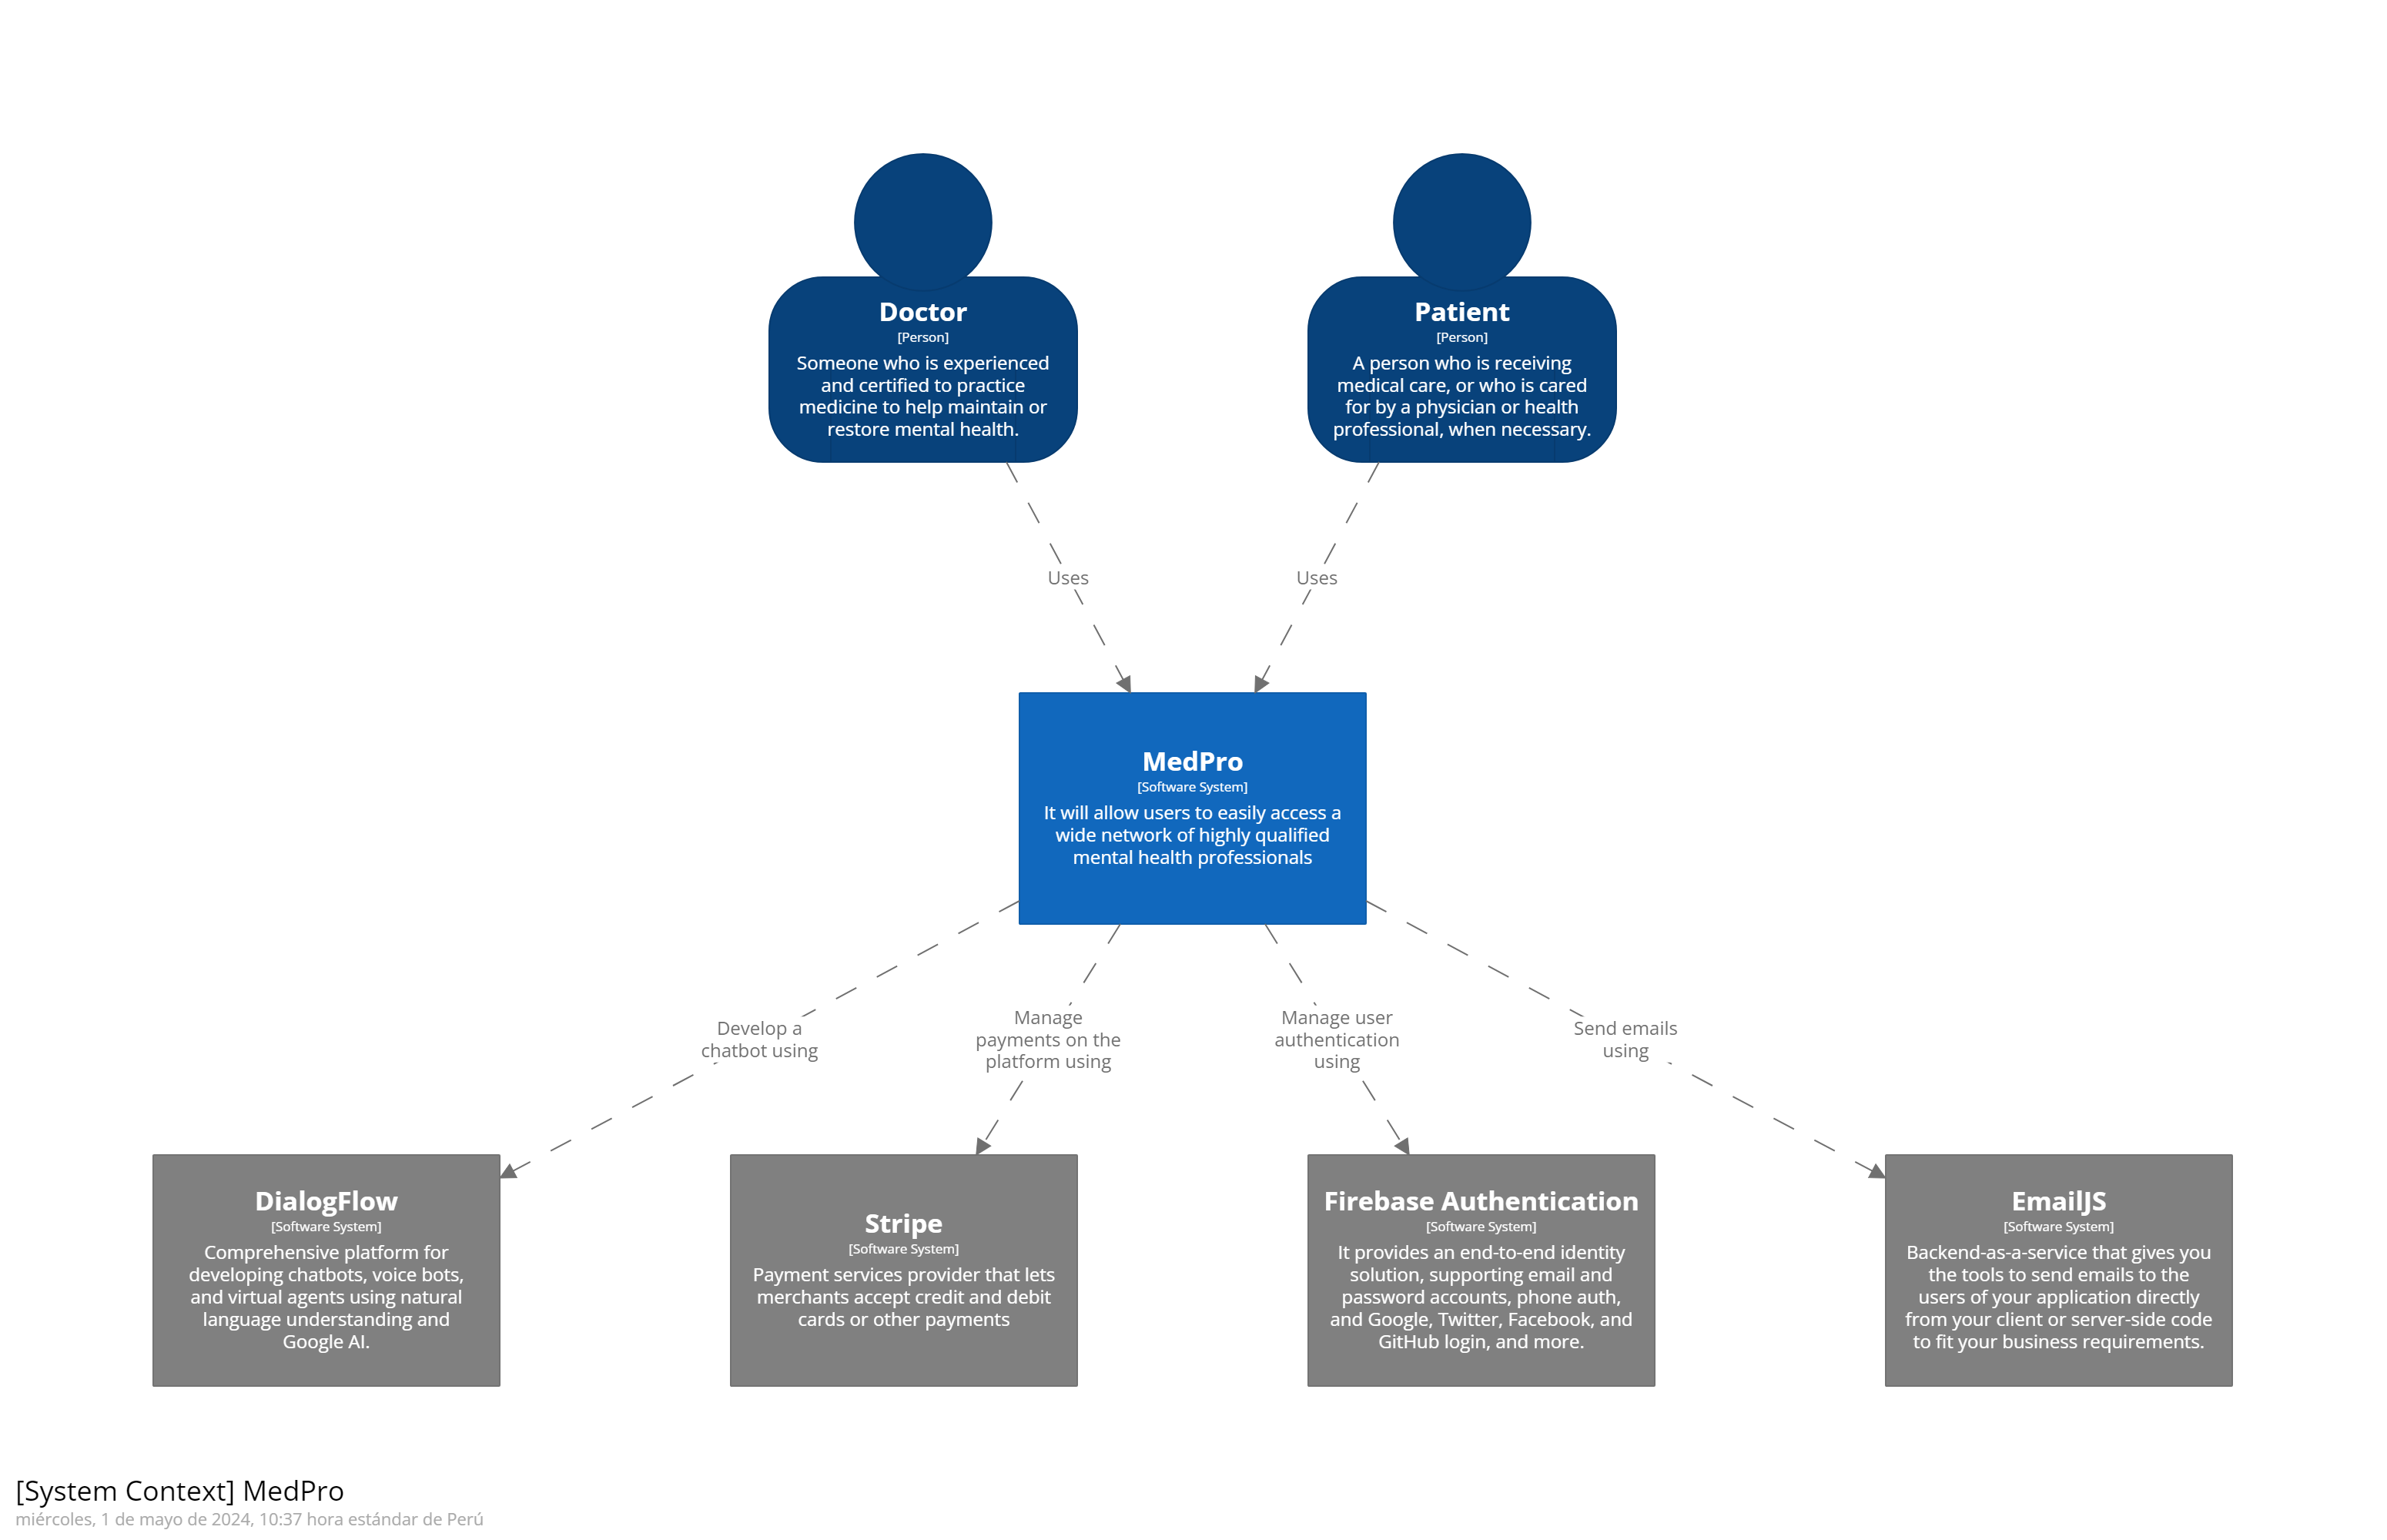 Doctor
[Person]
Someone who is experienced
and certified to practice
medicine to help maintain or
restore mental health.
Patient
[Person]
A person who is receiving
medical care, or who is cared
for by a physician or health
professional, when necessary.
Uses
Uses
MedPro
[Software System]
It will allow users to easily access a
wide network of highly qualified
mental health professionals
Develop a
chatbot using
Manage
payments on the
platform using
Manage user
authentication
using
Send emails
using
DialogFlow
[Software System]
Comprehensive platform for
developing chatbots, voice bots,
and virtual agents using natural
language understanding and
Google AI.
Stripe
[Software System]
Payment services provider that lets
merchants accept credit and debit
cards or other payments
Firebase Authentication
[Software System]
It provides an end-to-end identity
solution, supporting email and
password accounts, phone auth,
and Google, Twitter, Facebook, and
GitHub login, and more.
EmailJS
[Software System]
Backend-as-a-service that gives you
the tools to send emails to the
users of your application directly
from your client or server-side code
to fit your business requirements.
[System Context] MedPro
miércoles, 1 de mayo de 2024, 10:37 hora estándar de Perú